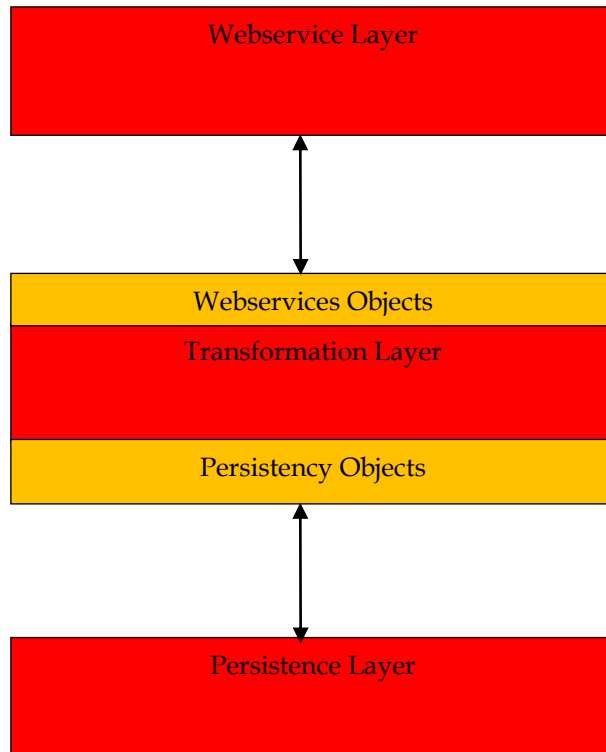 Webservice Layer
Webservices Objects
Transformation Layer
Persistency Objects
Persistence Layer